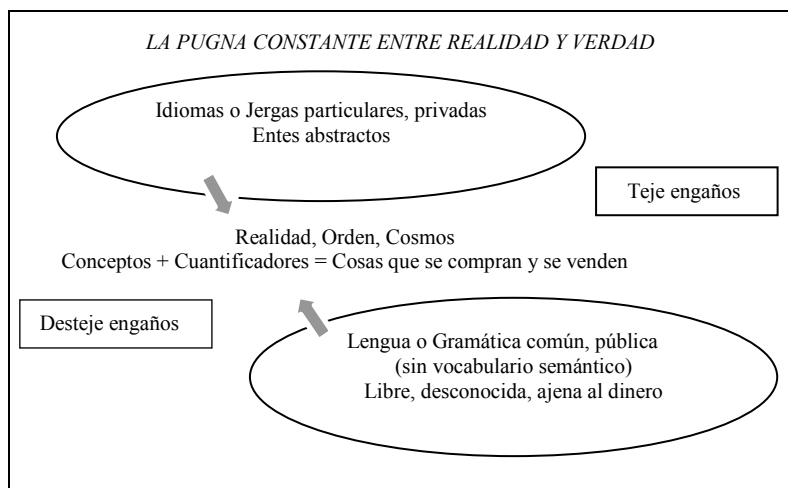 LA PUGNA CONSTANTE ENTRE REALIDAD Y VERDAD
Idiomas o Jergas particulares, privadas
Entes abstractos
Teje engaños
Realidad, Orden, Cosmos
Conceptos + Cuantificadores = Cosas que se compran y se venden
Desteje engaños
Lengua o Gramática común, pública
(sin vocabulario semántico)
Libre, desconocida, ajena al dinero